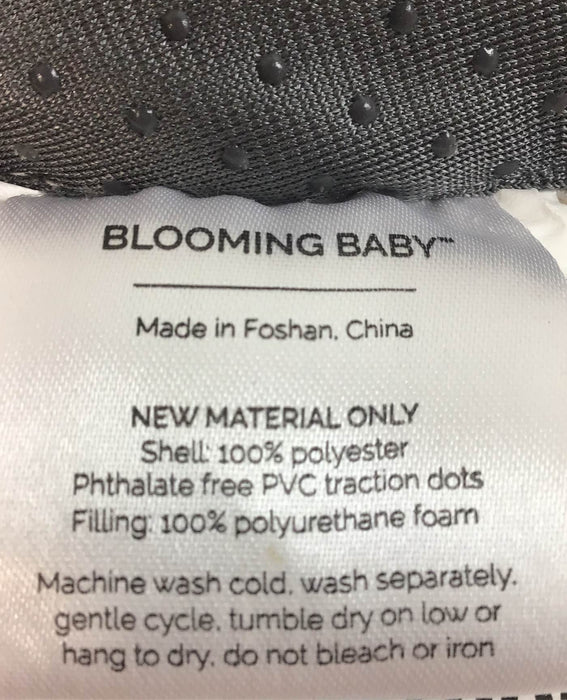 BLOOMING BABY™
Made in Foshan, China
NEW MATERIAL ONLY
Shell: 100% polyester
Phthalate free PVC traction dots
Filling: 100% polyurethane foam
Machine wash cold, wash separately,
gentle cycle, tumble dry on low or
hang to dry, do not bleach or iron